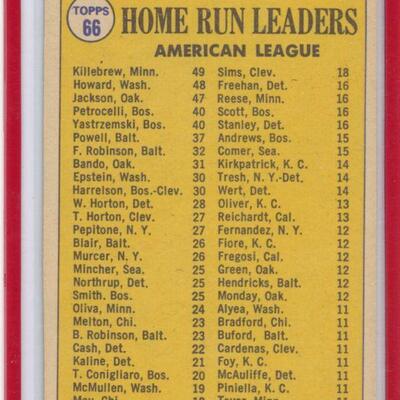 TOPPS
66
HOME RUN LEADERS
AMERICAN LEAGUE
Killebrew, Minn. 49 Sims, Clev. 18
Howard, Wash. 48 Freehan, Det. 16
Jackson, Oak. 47 Reese, Minn. 16
Petrocelli, Bos. 40 Scott, Bos. 16
Yastrzemski, Bos. 40 Stanley, Det. 16
Powell, Balt. 37 Andrews, Bos. 15
F. Robinson, Balt. 32 Comer, Sea. 15
Bando, Oak. 31 Kirkpatrick, K. C. 14
Epstein, Wash. 30 Tresh, N. Y.-Det. 14
Harrelson, Bos.-Clev. 30 Wert, Det. 14
W. Horton, Det. 28 Oliver, K. C. 13
T. Horton, Clev. 27 Reichardt, Cal. 13
Pepitone, N. Y. 27 Fernandez, N. Y. 12
Blair, Balt. 26 Fiore, K. C. 12
Murcer, N. Y. 26 Fregosi, Cal. 12
Mincher, Sea. 25 Green, Oak. 12
Northrup, Det. 25 Hendricks, Balt. 12
Smith. Bos. 25 Monday, Oak. 12
Oliva, Minn. 24 Alyea, Wash. 11
Melton, Chi. 23 Bradford, Chi. 11
B. Robinson, Balt. 23 Buford, Balt. 11
Cash, Det. 22 Cardenas, Clev. 11
Kaline, Det. 21 Foy, K. C. 11
T. Conigliaro, Bos. 20 McAuliffe, Det. 11
McMullen, Wash. 19 Piniella, K. C. 11
May, Chi. 18 Tovar, Minn. 11